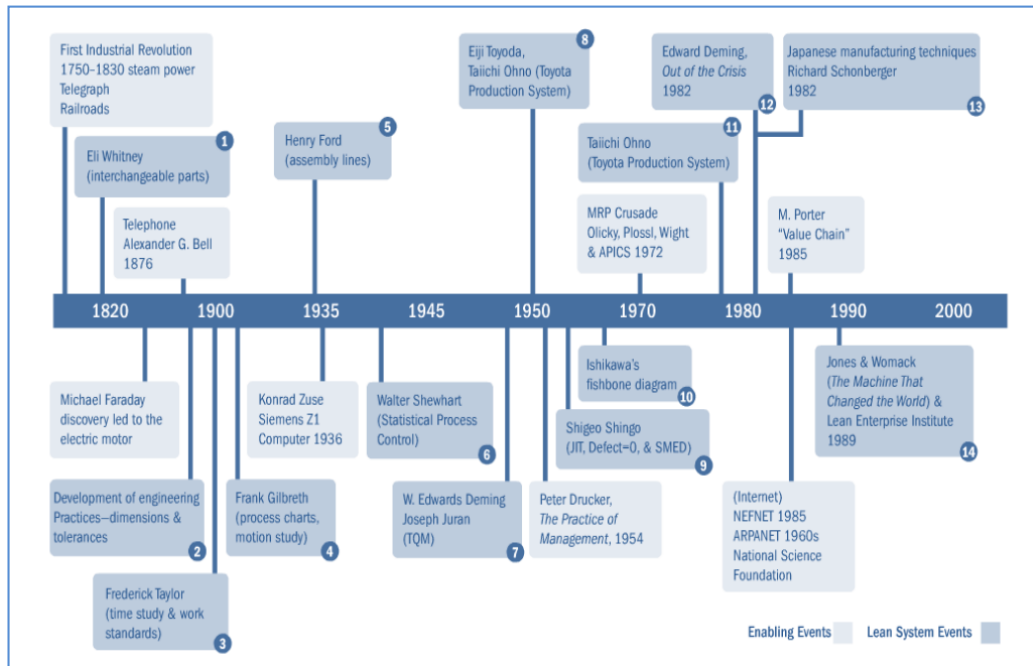 First Industrial Revolution
1750–1830 steam power
Telegraph
Railroads
1
Eli Whitney
(interchangeable parts)
Telephone
Alexander G. Bell
1876
5
Henry Ford
(assembly lines)
8
Eiji Toyoda,
Taiichi Ohno (Toyota
Production System)
Edward Deming,
Out of the Crisis
1982
12
Japanese manufacturing techniques
Richard Schonberger
1982
13
11
Taiichi Ohno
(Toyota Production System)
MRP Crusade
Olicky, Plossl, Wight
& APICS 1972
M. Porter
"Value Chain"
1985
1820 1900 1935 1945 1950 1970 1980 1990 2000
Michael Faraday
discovery led to the
electric motor
Development of engineering
Practices—dimensions &
tolerances
2
Frederick Taylor
(time study & work
standards)
3
Frank Gilbreth
(process charts,
motion study)
4
Konrad Zuse
Siemens Z1
Computer 1936
Walter Shewhart
(Statistical Process
Control)
6
W. Edwards Deming
Joseph Juran
(TQM)
7
Peter Drucker,
The Practice of
Management, 1954
Shigeo Shingo
(JIT, Defect=0, & SMED)
9
Ishikawa's
fishbone diagram
10
(Internet)
NEFNET 1985
ARPANET 1960s
National Science
Foundation
Jones & Womack
(The Machine That
Changed the World) &
Lean Enterprise Institute
1989
14
Enabling Events
Lean System Events